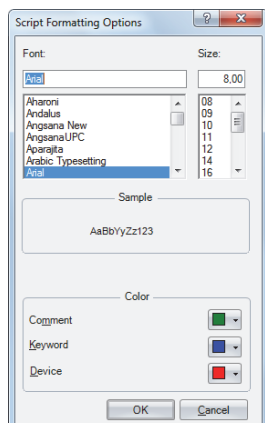 Script Formatting Options
Font: Size:
Arial 8,00
Aharoni 08
Andalus 09
Angsana New 10
AngsanaUPC 11
Aparajita 12
Arabic Typesetting 14
Arial 16
Sample
AaBbYyZz123
Color
Comment
Keyword
Device
OK Cancel